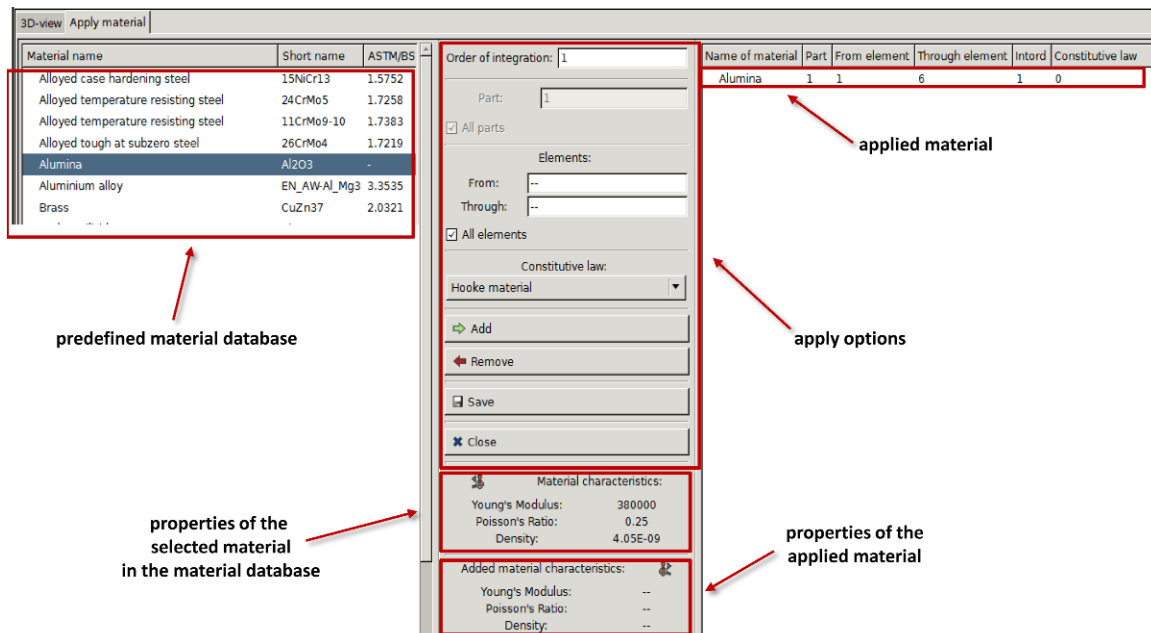 3D-view Apply material
Material name Short name ASTM/BS
Alloyed case hardening steel 15NiCr13 1.5752
Alloyed temperature resisting steel 24CrMo5 1.7258
Alloyed temperature resisting steel 11CrMo9-10 1.7383
Alloyed tough at subzero steel 26CrMo4 1.7219
Alumina Al2O3 -
Aluminium alloy EN_AW-Al_Mg3 3.3535
Brass CuZn37 2.0321
predefined material database
properties of the
selected material
in the material database
Order of integration: 1
Part: 1
All parts
Elements:
From: --
Through: --
All elements
Constitutive law:
Hooke material
Add
Remove
Save
Close
Material characteristics:
Young's Modulus: 380000
Poisson's Ratio: 0.25
Density: 4.05E-09
Added material characteristics:
Young's Modulus: --
Poisson's Ratio: --
Density: --
Name of material Part From element Through element Intord Constitutive law
Alumina 1 1 6 1 0
applied material
apply options
properties of the
applied material